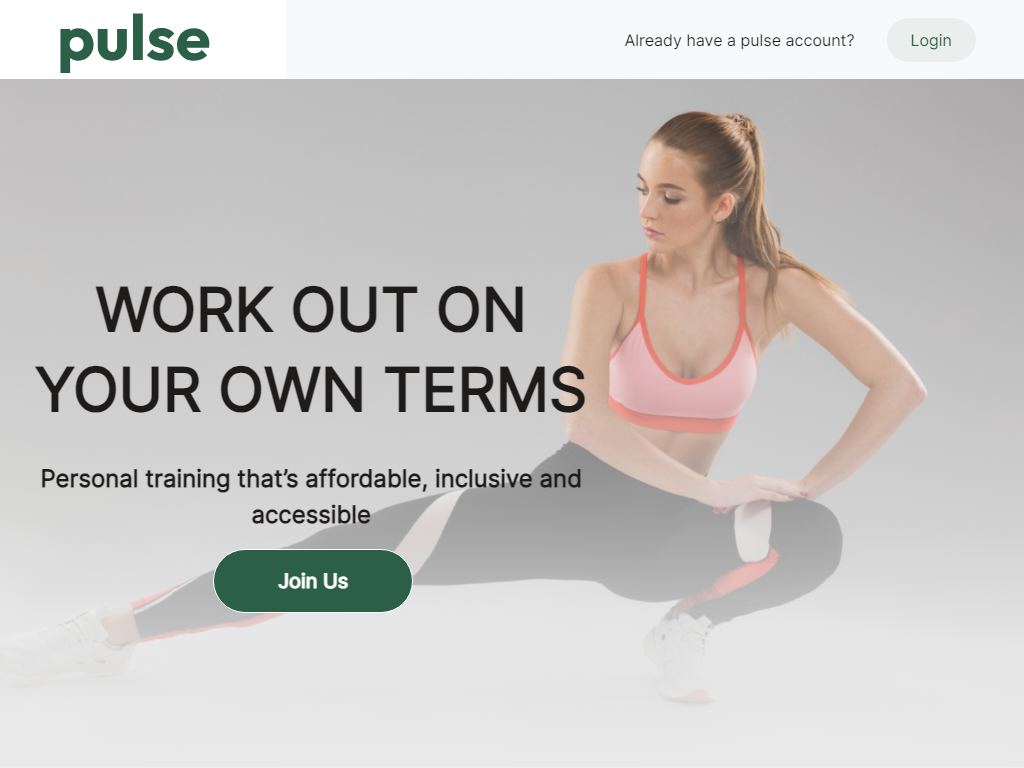 pulse
Already have a pulse account?
Login
WORK OUT ON
YOUR OWN TERMS
Personal training that’s affordable, inclusive and
accessible
Join Us